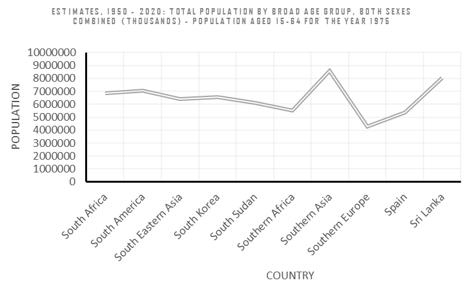 ESTIMATES, 1950 - 2020: TOTAL POPULATION BY BROAD AGE GROUP, BOTH SEXES
COMBINED (THOUSANDS) - POPULATION AGED 15-64 FOR THE YEAR 1975
10000000
9000000
8000000
7000000
6000000
5000000
4000000
3000000
2000000
1000000
0
POPULATION
South Africa
South America
South Eastern Asia
South Korea
South Sudan
Southern Africa
Southern Asia
Southern Europe
Spain
Sri Lanka
COUNTRY